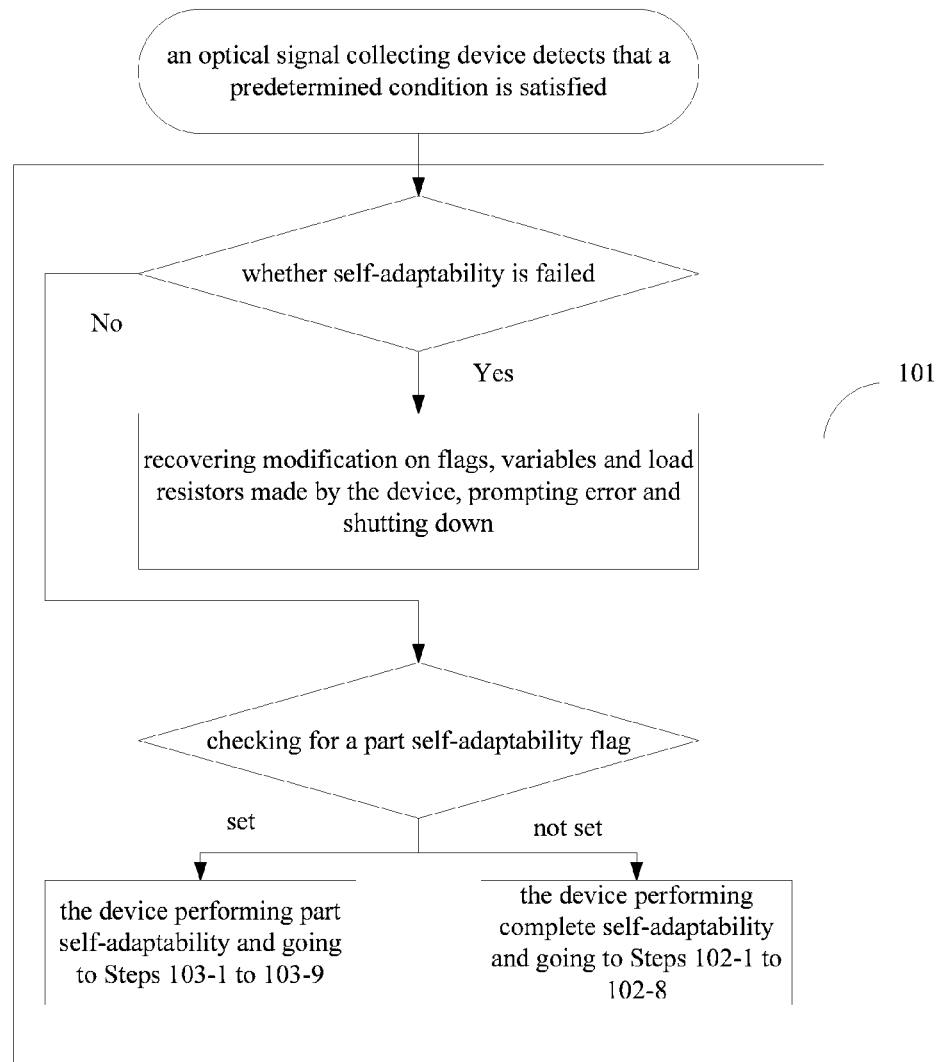 an optical signal collecting device detects that a
predetermined condition is satisfied
whether self-adaptability is failed
No
Yes
101
recovering modification on flags, variables and load
resistors made by the device, prompting error and
shutting down
checking for a part self-adaptability flag
set
not set
the device performing part
self-adaptability and going
to Steps 103-1 to 103-9
the device performing
complete self-adaptability
and going to Steps 102-1 to
102-8